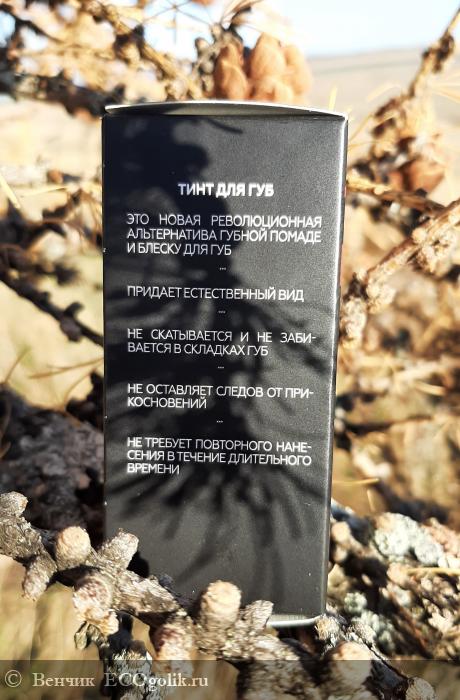 ТИНТ ДЛЯ ГУБ
ЭТО НОВАЯ РЕВОЛЮЦИОННАЯ
АЛЬТЕРНАТИВА ГУБНОЙ ПОМАДЕ
И БЛЕСКУ ДЛЯ ГУБ
...
ПРИДАЕТ ЕСТЕСТВЕННЫЙ ВИД
...
НЕ СКАТЫВАЕТСЯ И НЕ ЗАБИ-
ВАЕТСЯ В СКЛАДКАХ ГУБ
...
НЕ ОСТАВЛЯЕТ СЛЕДОВ ОТ ПРИ-
КОСНОВЕНИЙ
...
НЕ ТРЕБУЕТ ПОВТОРНОГО НАНЕ-
СЕНИЯ В ТЕЧЕНИЕ ДЛИТЕЛЬНОГО
ВРЕМЕНИ
© Венчик ECOgolik.ru